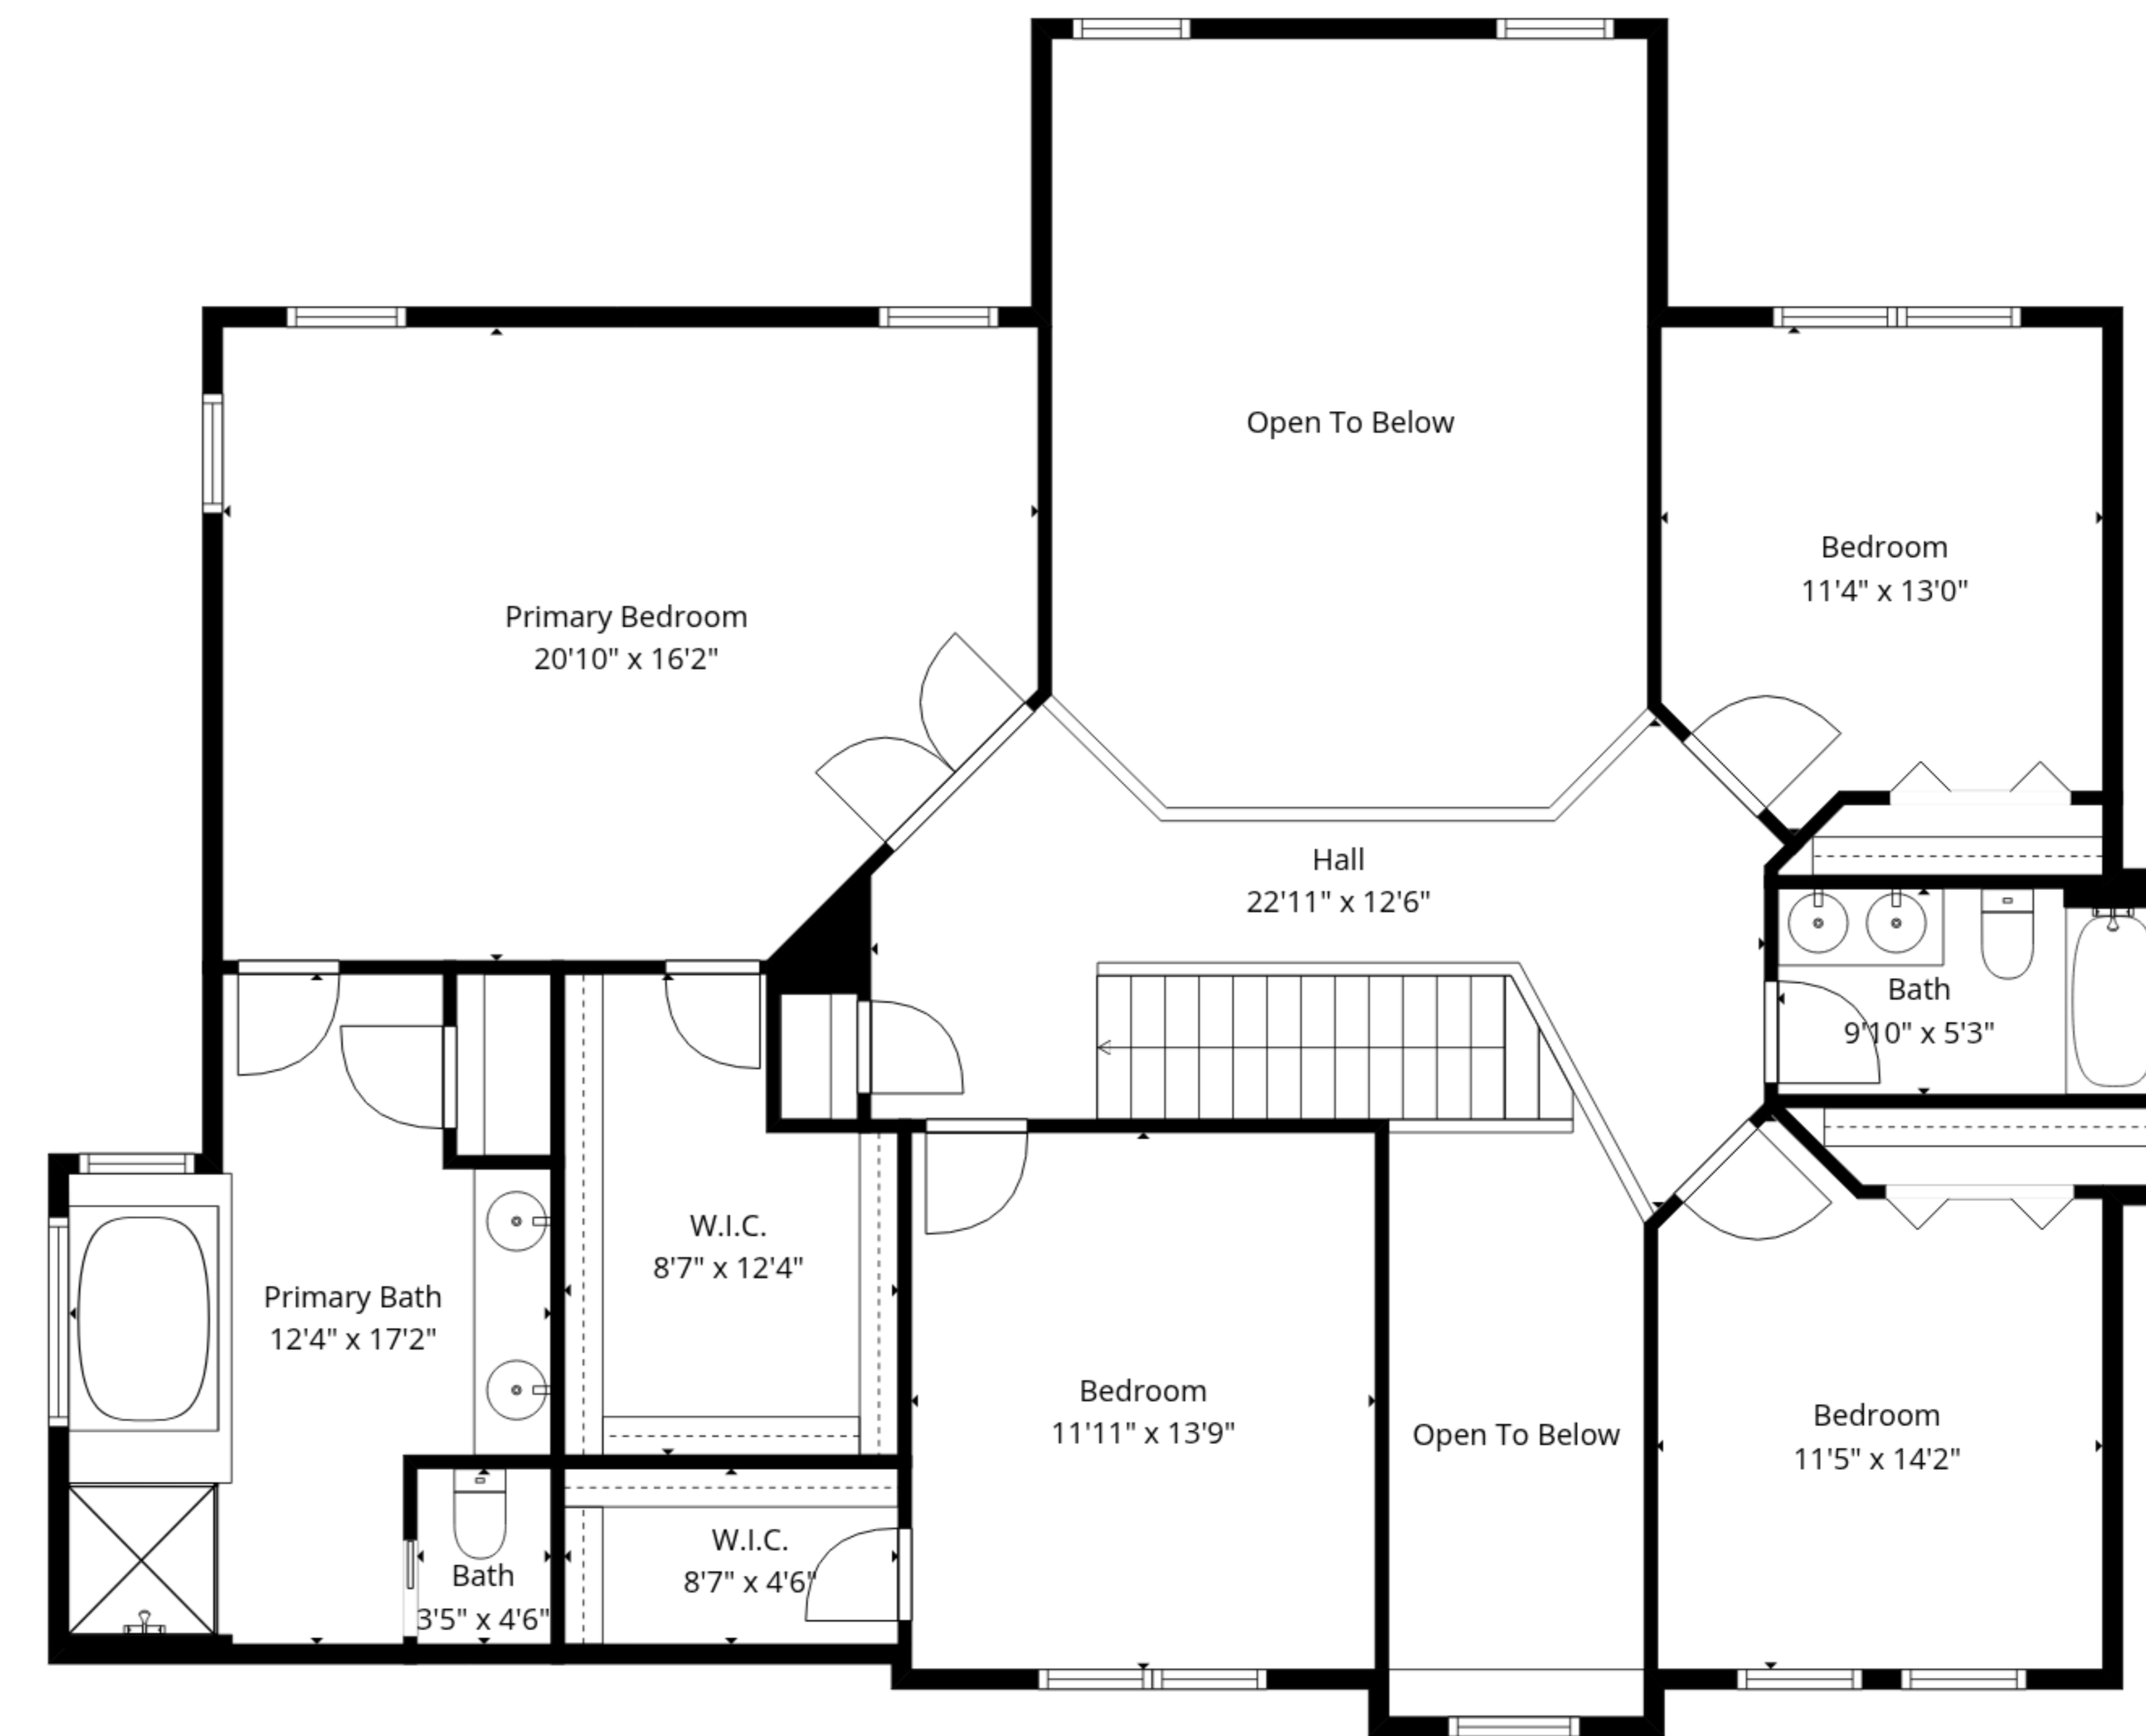 Open To Below
Bedroom
11'4" x 13'0"
Primary Bedroom
20'10" x 16'2"
Hall
22'11" x 12'6"
Bath
9'10" x 5'3"
W.I.C.
8'7" x 12'4"
Primary Bath
12'4" x 17'2"
Bedroom
11'11" x 13'9"
Open To Below
Bedroom
11'5" x 14'2"
W.I.C.
8'7" x 4'6"
Bath
3'5" x 4'6"